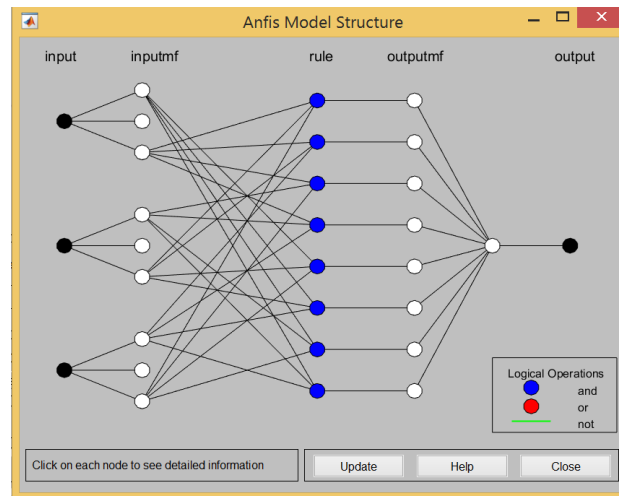 Anfis Model Structure
input inputmf rule outputmf output
Logical Operations
and
or
not
Click on each node to see detailed information
Update Help Close